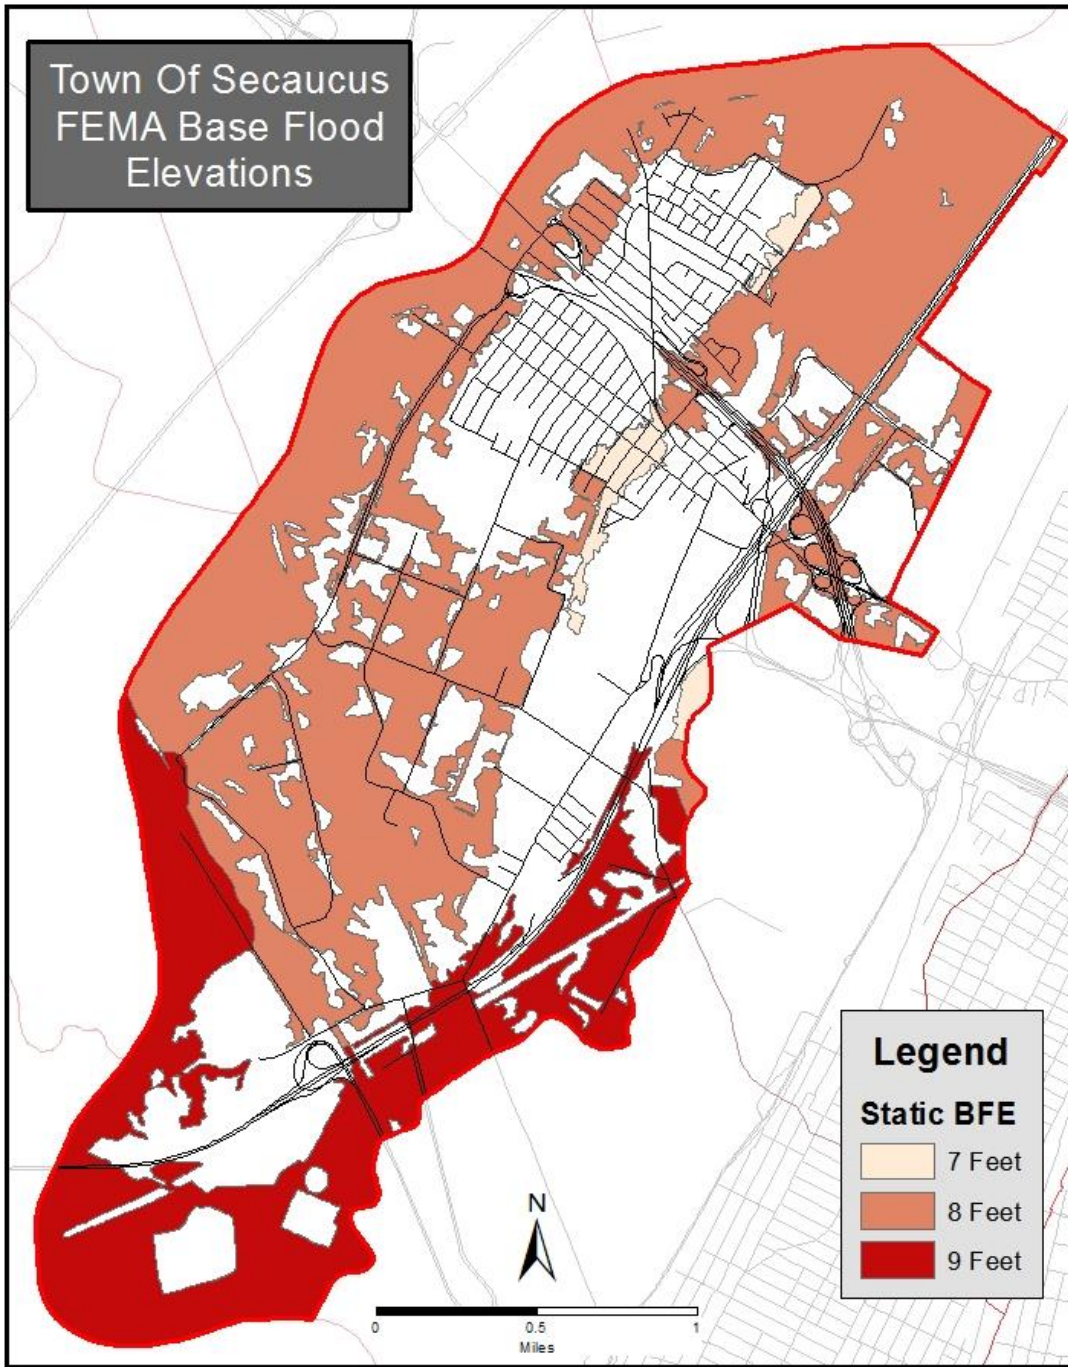 Town Of Secaucus
FEMA Base Flood
Elevations
Legend
Static BFE
7 Feet
8 Feet
9 Feet
N
0 0.5 1
Miles